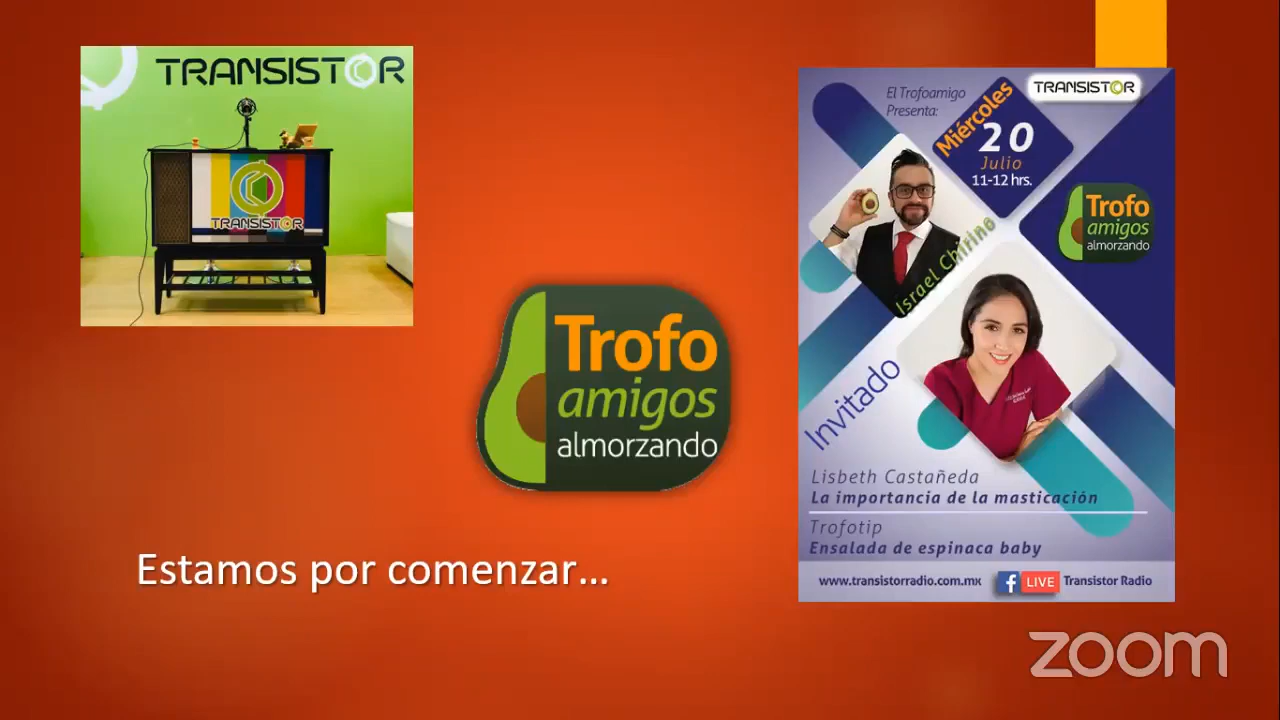 TRANSISTOR
TRANSISTOR
Trofo
amigos
almorzando
Estamos por comenzar...
El Trofoamigo
Presenta:
Miércoles
20
Julio
11-12 hrs.
TRANSISTOR
Trofo
amigos
almorzando
Israel Chirino
Invitado
Lisbeth Castañeda
La importancia de la masticación
Trofotip
Ensalada de espinaca baby
www.transistorradio.com.mx
f LIVE Transistor Radio
zoom